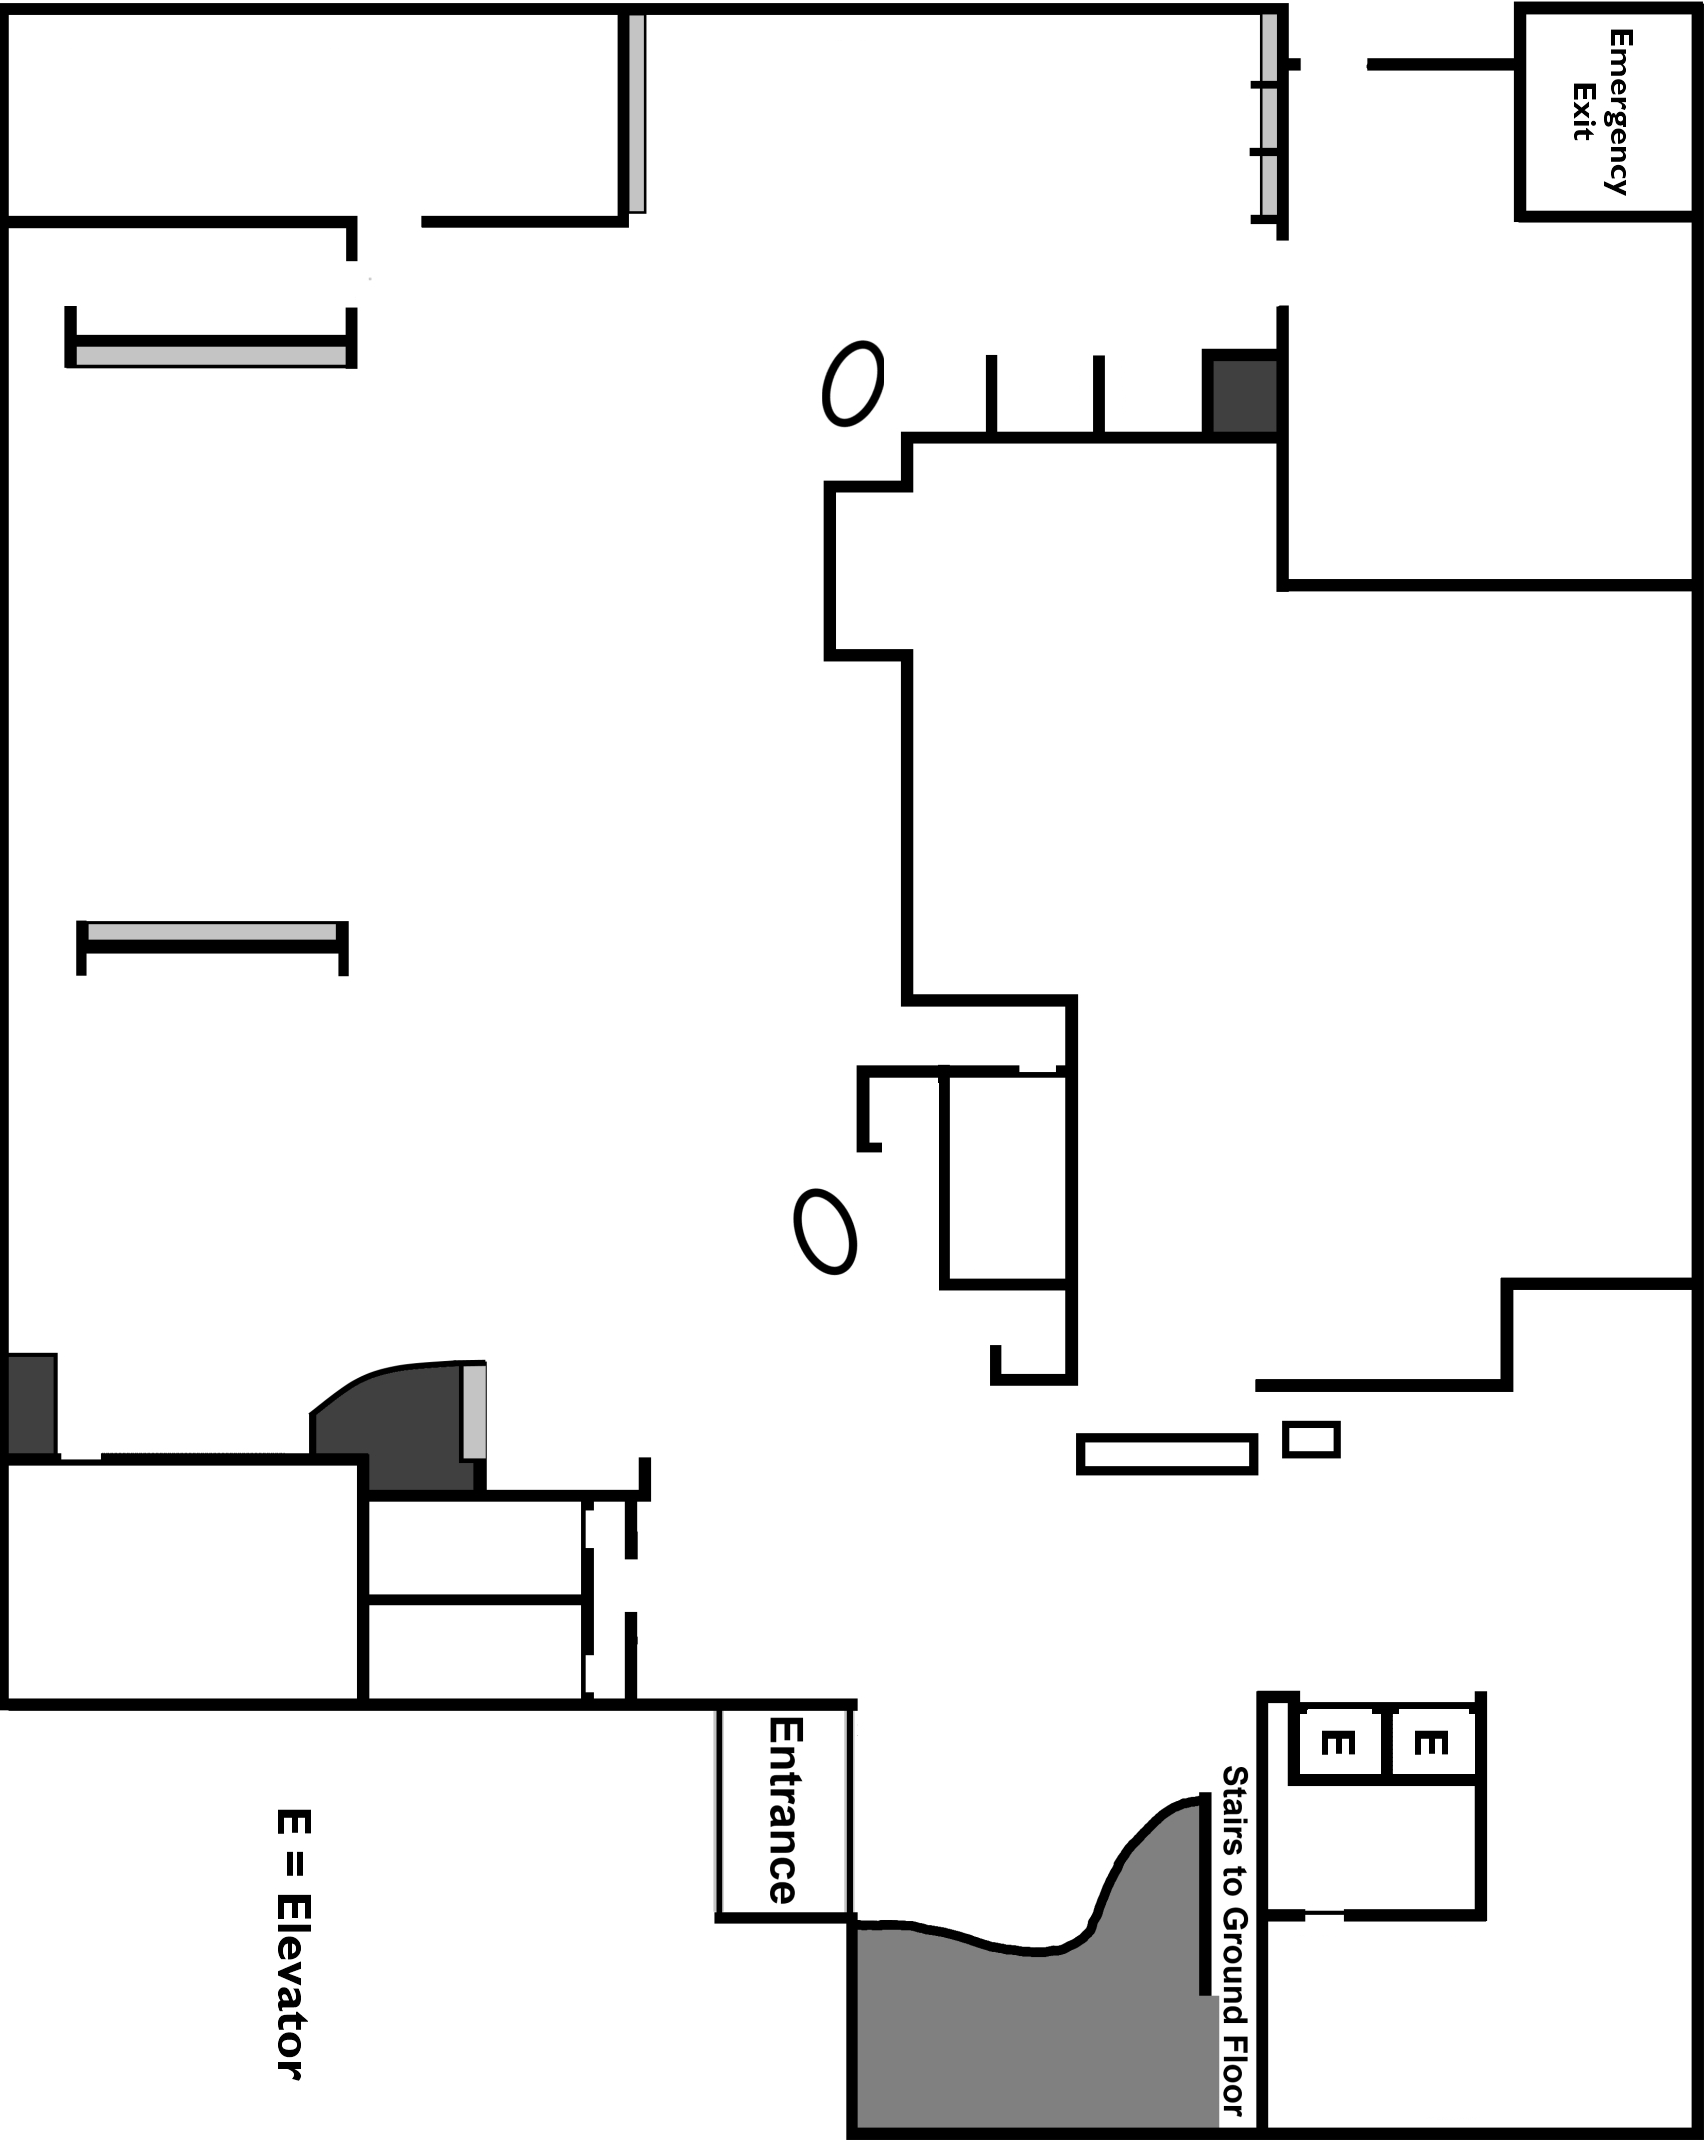 Emergency
Exit
E
E
Stairs to Ground Floor
Entrance
E = Elevator